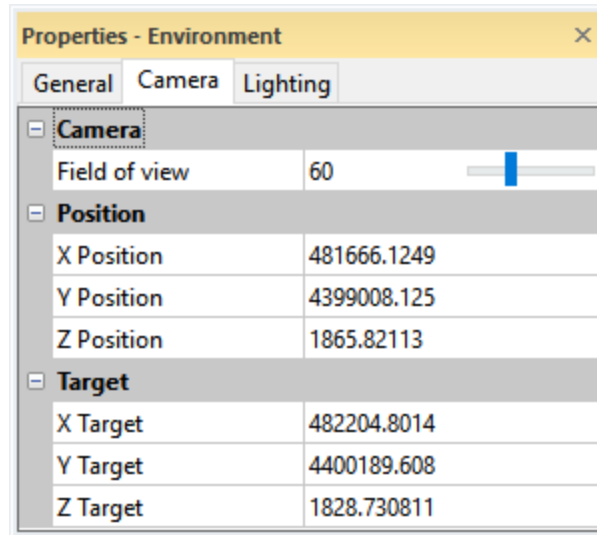 Properties - Environment
General Camera Lighting
Camera
Field of view 60
Position
X Position 481666.1249
Y Position 4399008.125
Z Position 1865.82113
Target
X Target 482204.8014
Y Target 4400189.608
Z Target 1828.730811